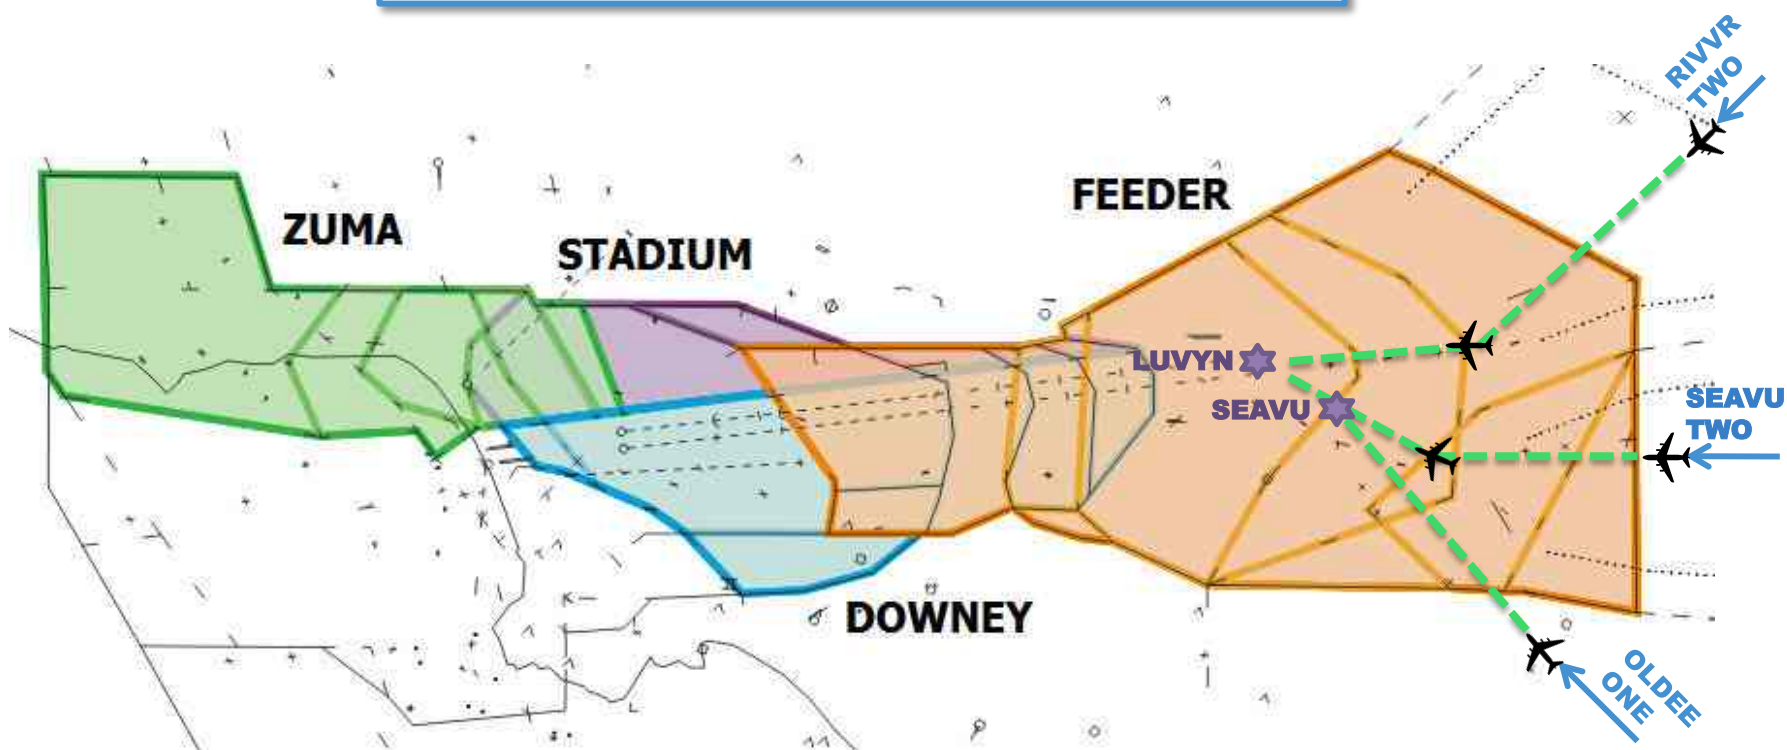 RIVVR
TWO
FEEDER
ZUMA
STADIUM
LUVYN
SEAVU
SEAVU
TWO
DOWNEY
OLDEE
ONE